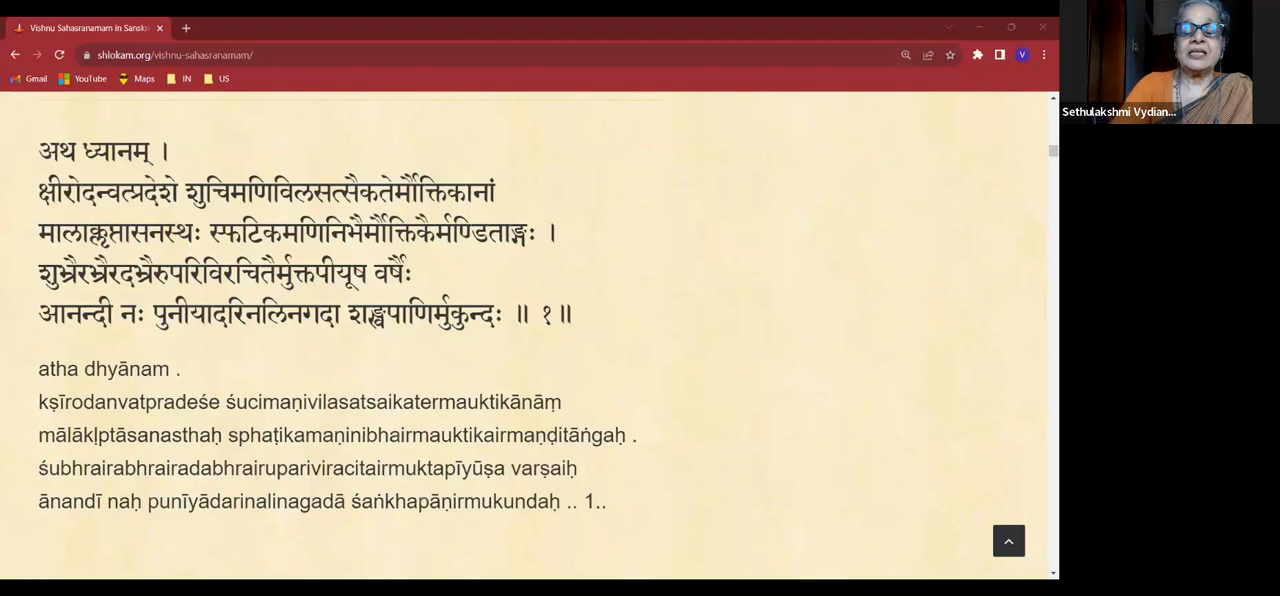 Vishnu Sahasranamam in Sanskri
shlokam.org/vishnu-sahasranamam/
Gmail YouTube Maps IN US
V
Sethulakshmi Vydian...
अथ ध्यानम् ।
क्षीरोदन्वत्प्रदेशे शुचिमणिविलसत्सैकतेर्मौक्तिकानां
मालाकॢप्तासनस्थः स्फटिकमणिनिभैर्मौक्तिकैर्मण्डिताङ्गः ।
शुभ्रैरभ्रैरदभ्रैरुपरिविरचितैर्मुक्तपीयूष वर्षैः
आनन्दी नः पुनीयादरिनलिनगदा शङ्खपाणिर्मुकुन्दः ॥ १॥
atha dhyānam .
kṣīrodanvatpradeśe śucimaṇivilasatsaikatermauktikānāṃ
mālākḷptāsanasthaḥ sphaṭikamaṇinibhairmauktikairmaṇḍitāṅgaḥ .
śubhrairabhrairadabhrairupariviracitairmuktapīyūṣa varṣaiḥ
ānandī naḥ punīyādarinalinagadā śaṅkhapāṇirmukundaḥ .. 1..